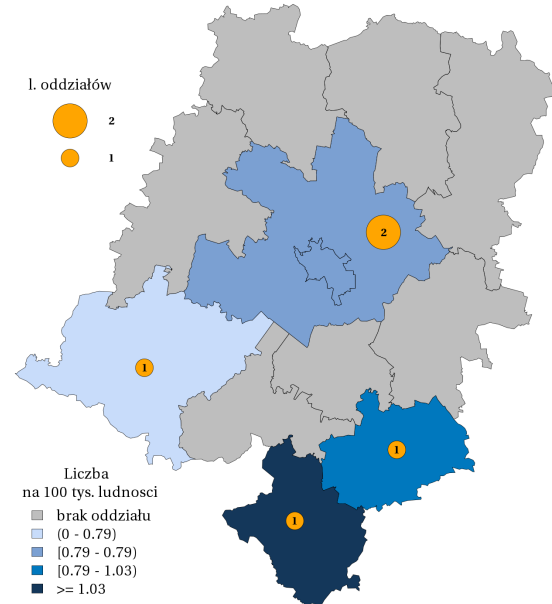 l. oddziałów
2
1
2
1
1
1
Liczba
na 100 tys. ludnosci
brak oddziału
(0 - 0.79)
[0.79 - 0.79)
[0.79 - 1.03)
>= 1.03